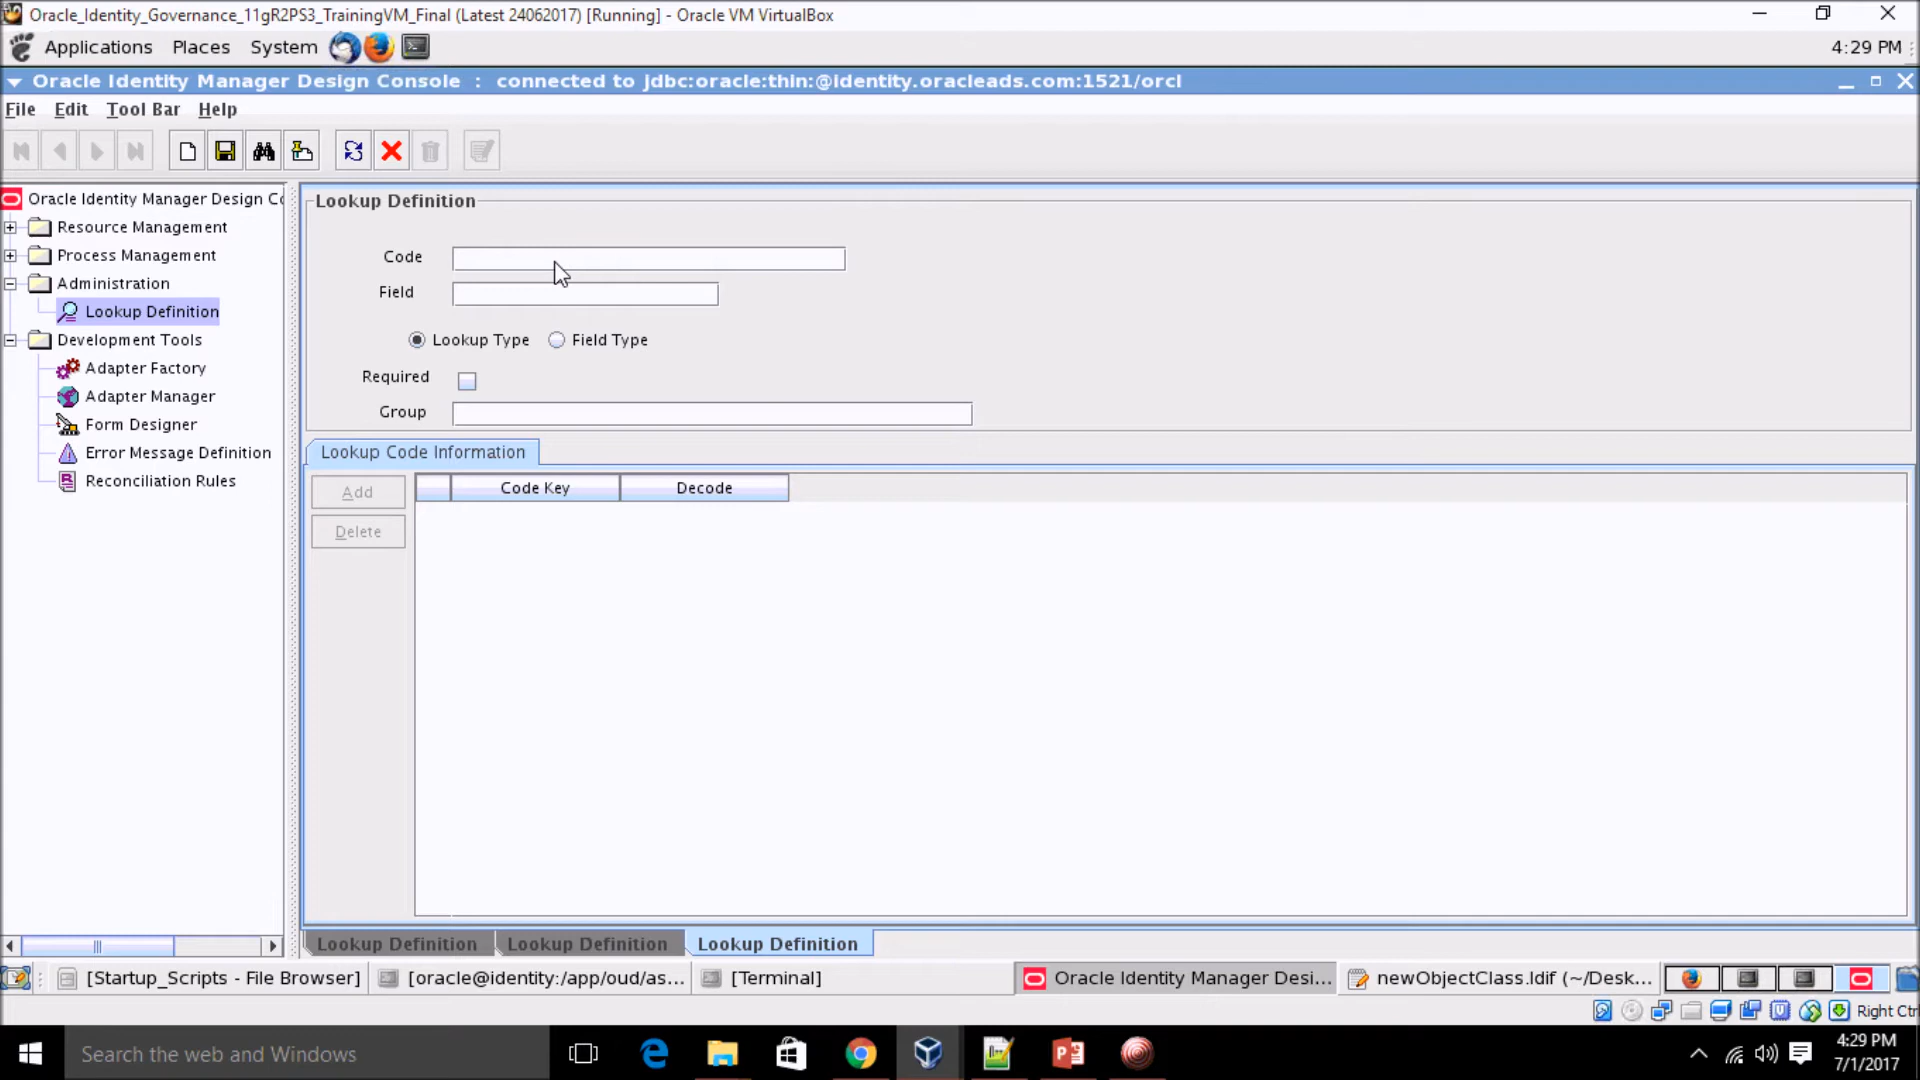 Oracle_Identity_Governance_11gR2PS3_TrainingVM_Final (Latest 24062017) [Running] - Oracle VM VirtualBox
Applications Places System 4:29 PM
Oracle Identity Manager Design Console : connected to jdbc:oracle:thin:@identity.oracleads.com:1521/orcl
File Edit Tool Bar Help
Oracle Identity Manager Design Co
Resource Management
Process Management
Administration
Lookup Definition
Development Tools
Adapter Factory
Adapter Manager
Form Designer
Error Message Definition
Reconciliation Rules
Lookup Definition
Code
Field
Lookup Type Field Type
Required
Group
Lookup Code Information
Add
Delete
Code Key Decode
Lookup Definition Lookup Definition Lookup Definition
[Startup_Scripts - File Browser] [oracle@identity:/app/oud/as... [Terminal] Oracle Identity Manager Desi... newObjectClass.ldif (~/Desk...
Right Ctrl
Search the web and Windows
4:29 PM
7/1/2017